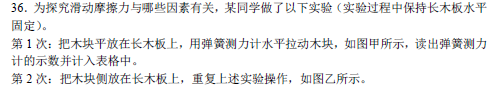 36．为探究滑动摩擦力与哪些因素有关，某同学做了以下实验（实验过程中保持长木板水平
固定）。
第 1 次：把木块平放在长木板上，用弹簧测力计水平拉动木块，如图甲所示，读出弹簧测力
计的示数并计入表格中。
第 2 次：把木块侧放在长木板上，重复上述实验操作，如图乙所示。